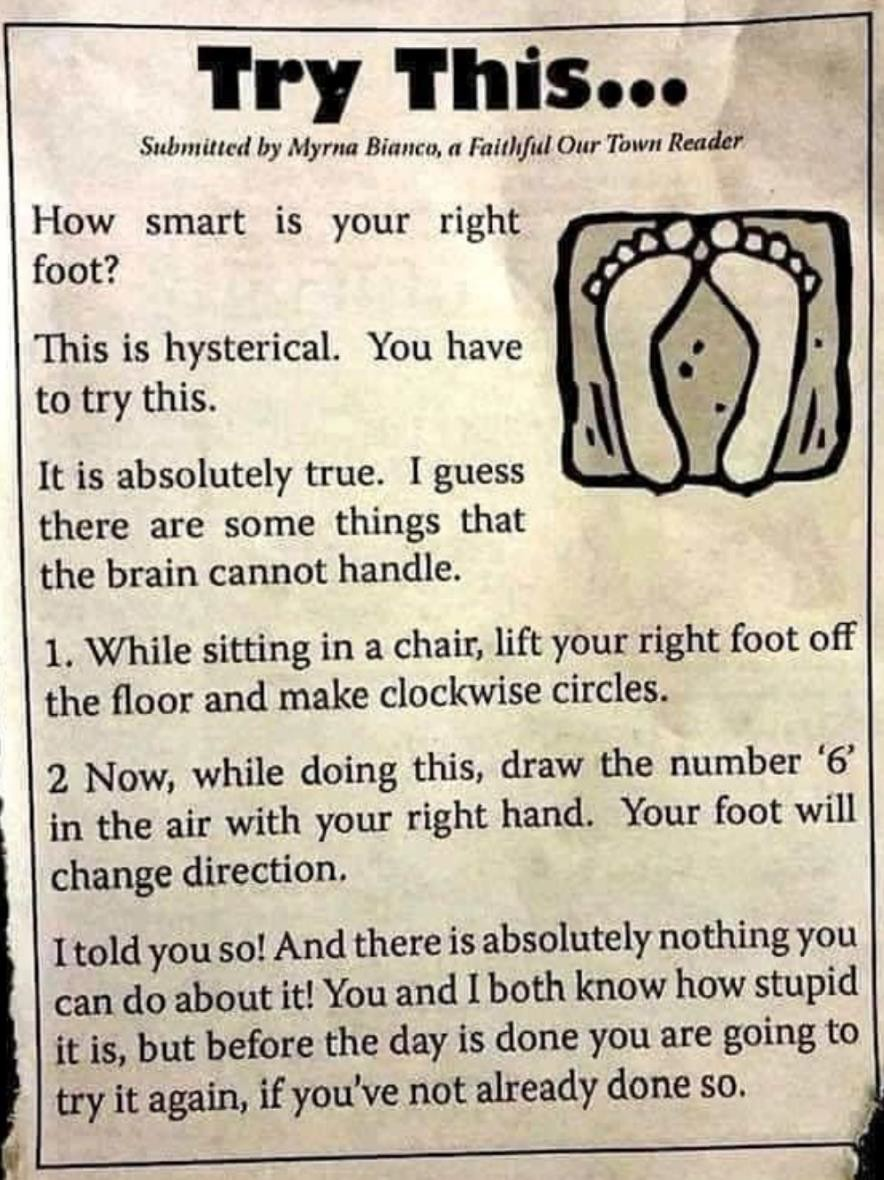 Try This...
Submitted by Myrna Bianco, a Faithful Our Town Reader
How smart is your right
foot?
This is hysterical. You have
to try this.
It is absolutely true. I guess
there are some things that
the brain cannot handle.
1. While sitting in a chair, lift your right foot off
the floor and make clockwise circles.
2 Now, while doing this, draw the number ‘6’
in the air with your right hand. Your foot will
change direction.
I told you so! And there is absolutely nothing you
can do about it! You and I both know how stupid
it is, but before the day is done you are going to
try it again, if you've not already done so.